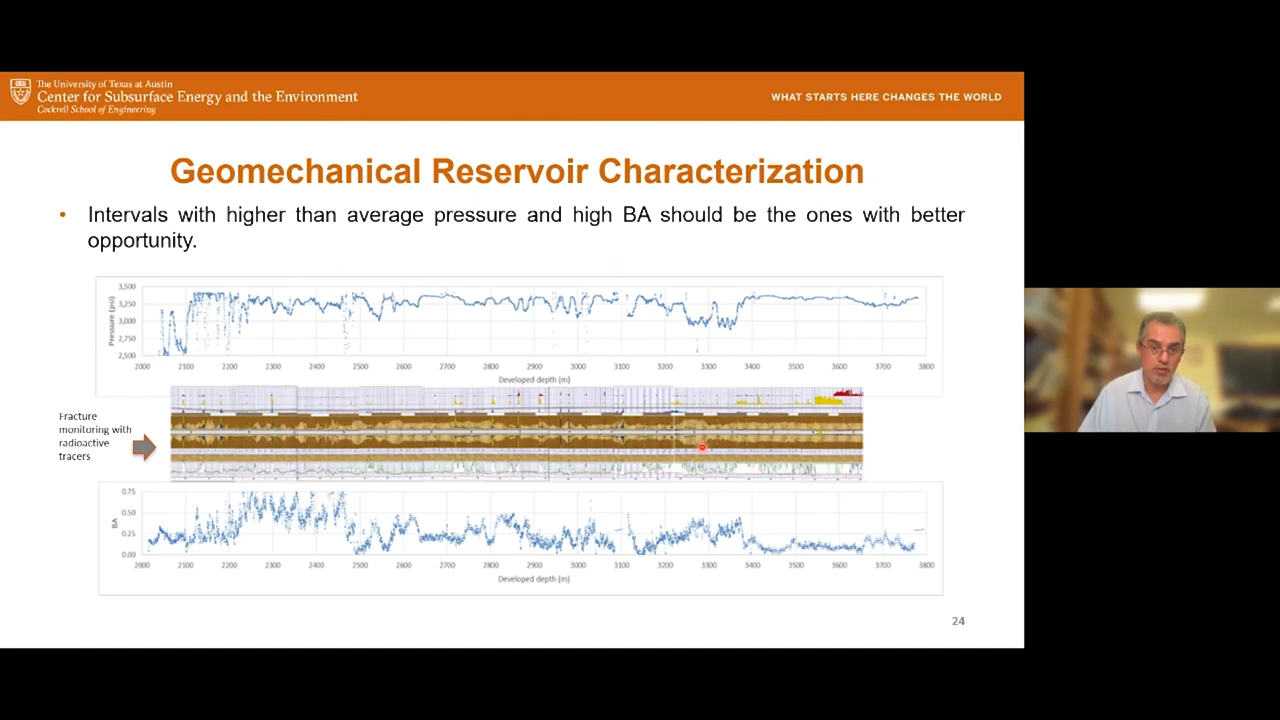 The University of Texas at Austin
Center for Subsurface Energy and the Environment
Cockrell School of Engineering
WHAT STARTS HERE CHANGES THE WORLD
Geomechanical Reservoir Characterization
• Intervals with higher than average pressure and high BA should be the ones with better
opportunity.
Pressure (psi)
3,500
3,250
3,000
2,750
2,500
2000 2100 2200 2300 2400 2500 2600 2700 2800 2900 3000 3100 3200 3300 3400 3500 3600 3700 3800
Developed depth (m)
Fracture
monitoring with
radioactive
tracers
BA
0.75
0.50
0.25
0.00
2000 2100 2200 2300 2400 2500 2600 2700 2800 2900 3000 3100 3200 3300 3400 3500 3600 3700 3800
Developed depth (m)
24